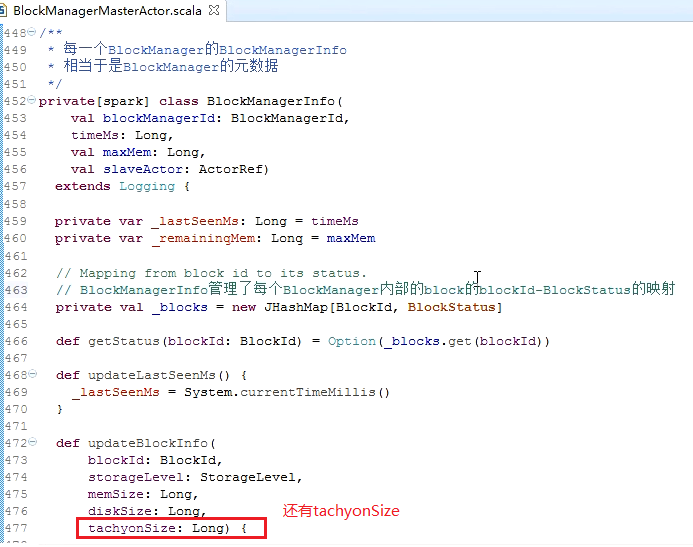 BlockManagerMasterActor.scala
448 /**
449  * 每一个BlockManager的BlockManagerInfo
450  * 相当于是BlockManager的元数据
451  */
452 private[spark] class BlockManagerInfo(
453     val blockManagerId: BlockManagerId,
454     timeMs: Long,
455     val maxMem: Long,
456     val slaveActor: ActorRef)
457   extends Logging {
458
459   private var _lastSeenMs: Long = timeMs
460   private var _remainingMem: Long = maxMem
461
462   // Mapping from block id to its status.
463   // BlockManagerInfo管理了每个BlockManager内部的block的blockId-BlockStatus的映射
464   private val _blocks = new JHashMap[BlockId, BlockStatus]
465
466   def getStatus(blockId: BlockId) = Option(_blocks.get(blockId))
467
468   def updateLastSeenMs() {
469     _lastSeenMs = System.currentTimeMillis()
470   }
471
472   def updateBlockInfo(
473       blockId: BlockId,
474       storageLevel: StorageLevel,
475       memSize: Long,
476       diskSize: Long, 还有tachyonSize
477       tachyonSize: Long) {